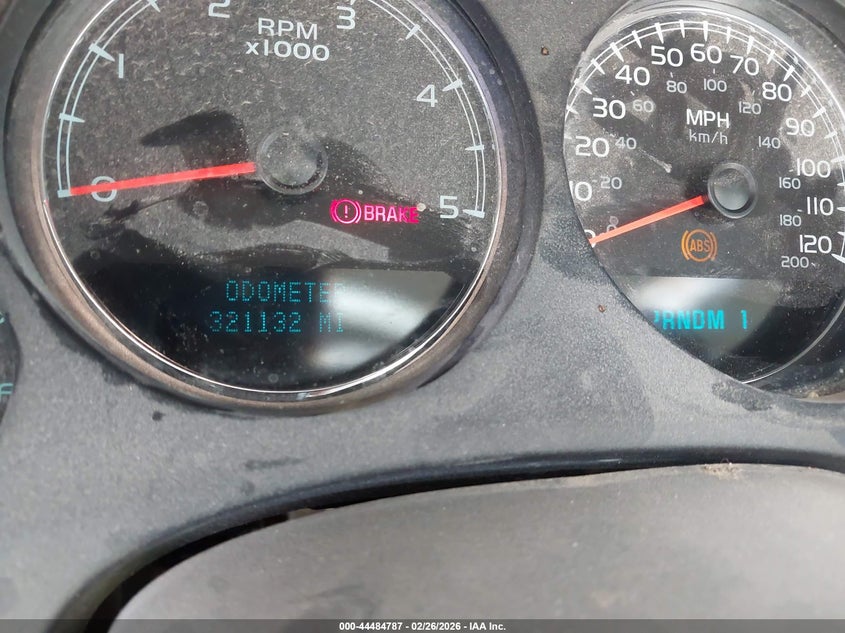 RPM
x1000
0
1
2
3
4
5
BRAKE
ODOMETER
321132 MI
MPH
km/h
10 20 30 40 50 60 70 80 90 100 110 120
0 20 40 60 80 100 120 140 160 180 200
ABS
PRNDM 1
000-44484787 - 02/26/2026 - IAA Inc.